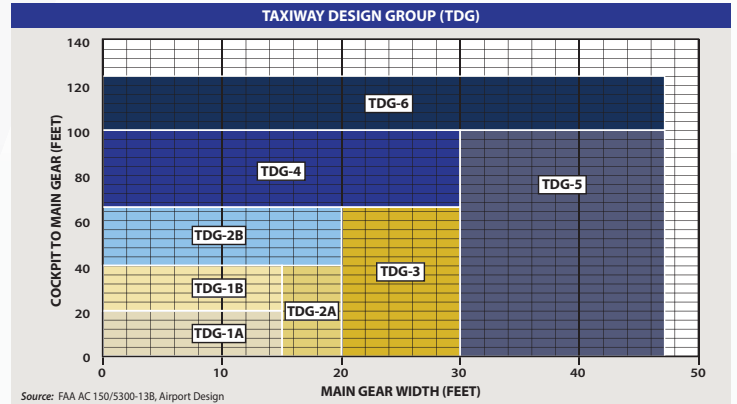 TAXIWAY DESIGN GROUP (TDG)
COCKPIT TO MAIN GEAR (FEET)
140
120
100
80
60
40
20
0
TDG-6
TDG-4
TDG-5
TDG-2B
TDG-3
TDG-1B
TDG-2A
TDG-1A
0 10 20 30 40 50
MAIN GEAR WIDTH (FEET)
Source: FAA AC 150/5300-13B, Airport Design